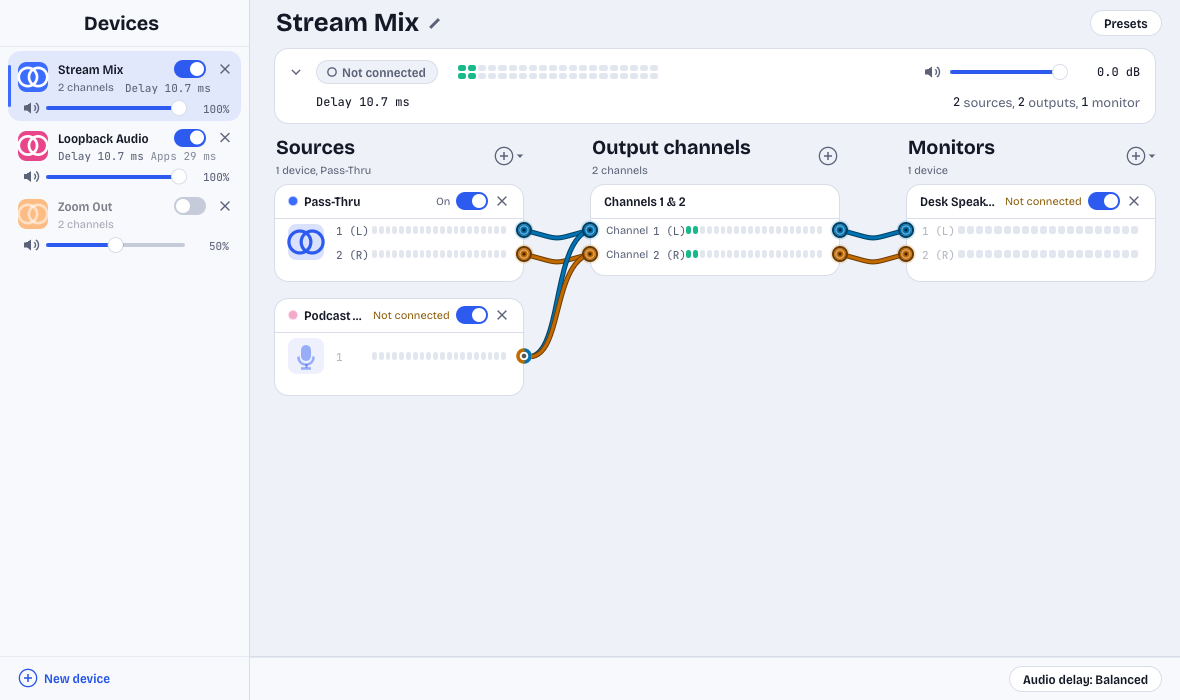 Devices
Stream Mix
2 channels Delay 10.7 ms
100%
Loopback Audio
Delay 10.7 ms Apps 29 ms
100%
Zoom Out
2 channels
50%
New device
Stream Mix
Presets
Not connected
0.0 dB
Delay 10.7 ms
2 sources, 2 outputs, 1 monitor
Sources
1 device, Pass-Thru
Pass-Thru On
1 (L)
2 (R)
Podcast ... Not connected
1
Output channels
2 channels
Channels 1 & 2
Channel 1 (L)
Channel 2 (R)
Monitors
1 device
Desk Speak... Not connected
1 (L)
2 (R)
Audio delay: Balanced